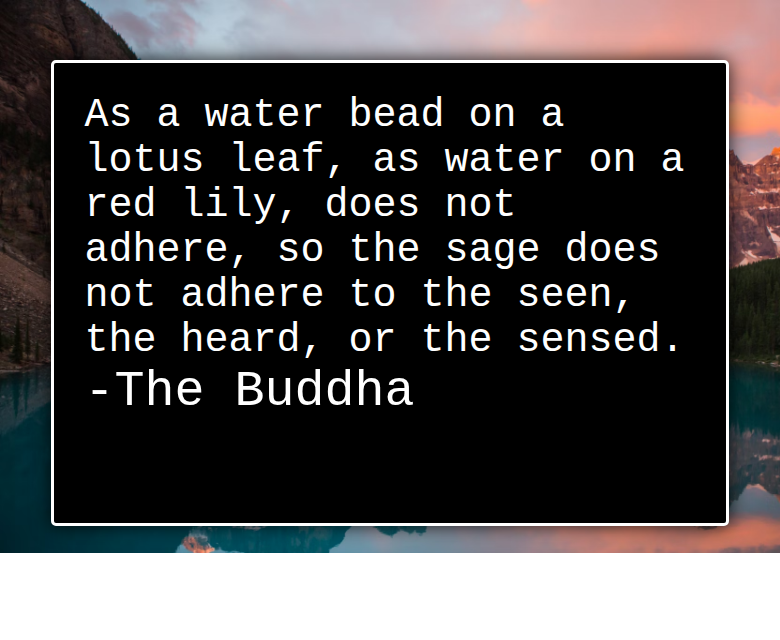 As a water bead on a
lotus leaf, as water on a
red lily, does not
adhere, so the sage does
not adhere to the seen,
the heard, or the sensed.
-The Buddha